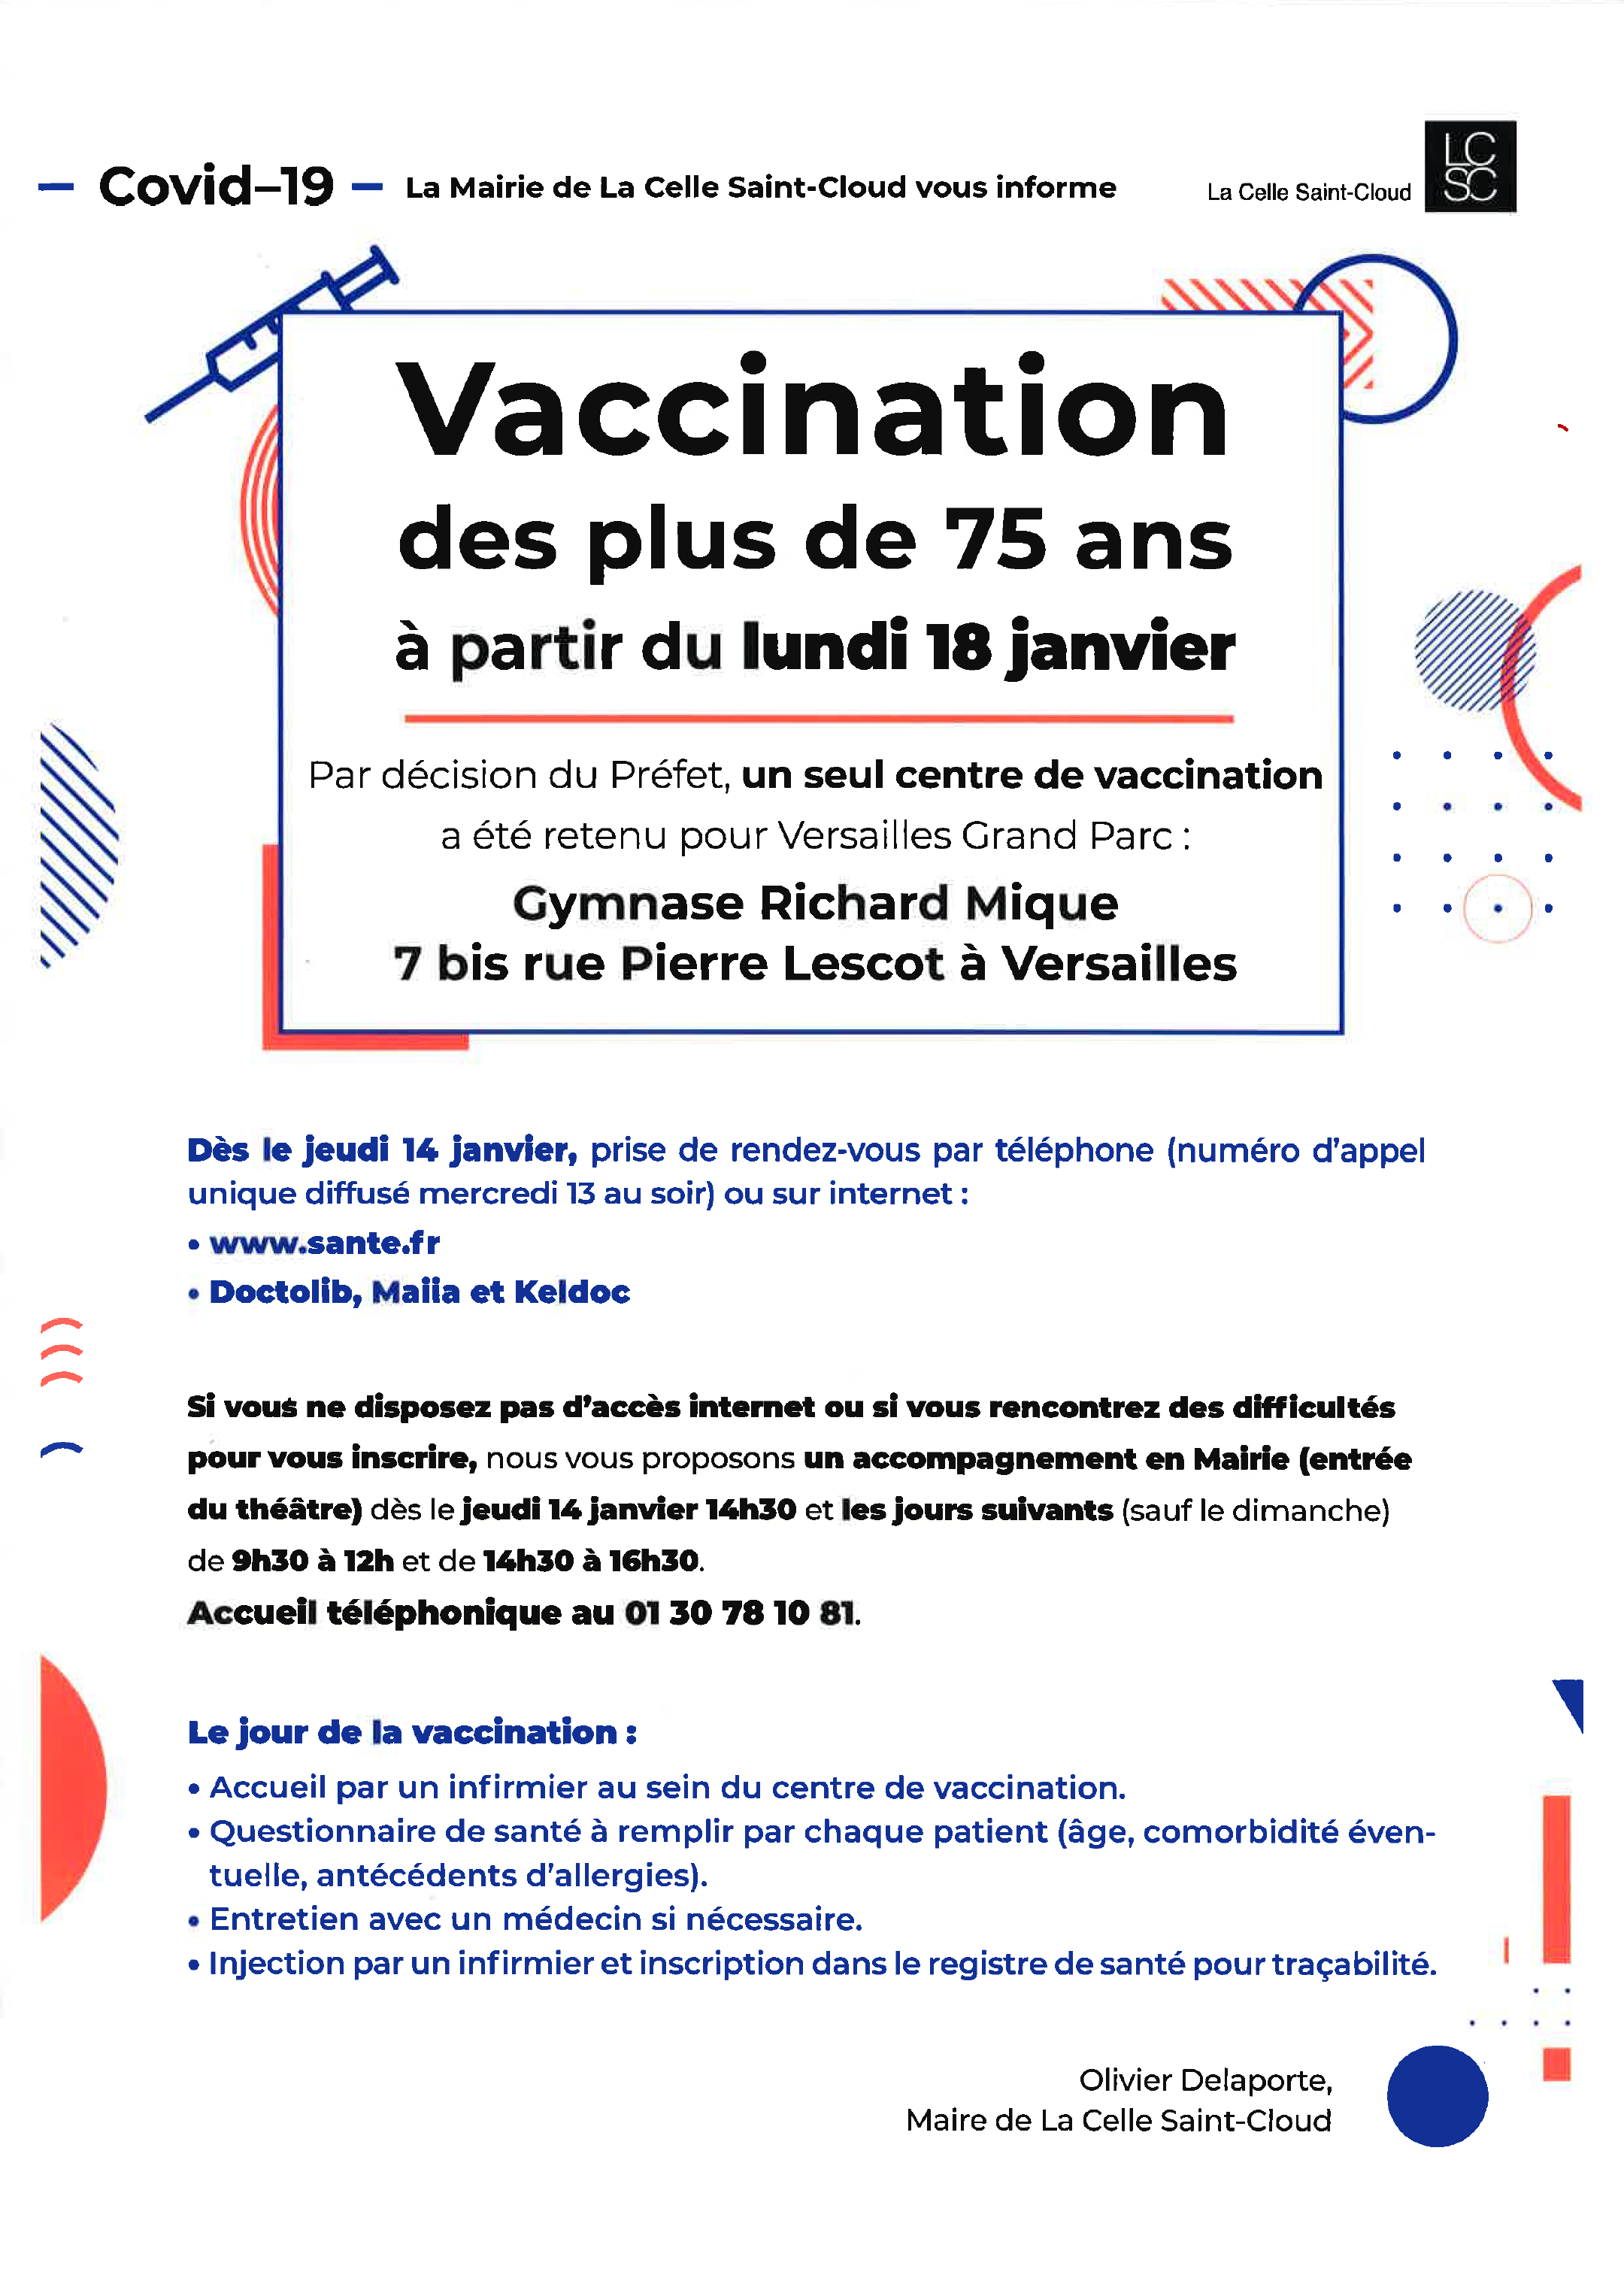 Covid–19 – La Mairie de La Celle Saint-Cloud vous informe
La Celle Saint-Cloud
LC
SC
Vaccination
des plus de 75 ans
à partir du lundi 18 janvier
Par décision du Préfet, un seul centre de vaccination
a été retenu pour Versailles Grand Parc :
Gymnase Richard Mique
7 bis rue Pierre Lescot à Versailles
Dès le jeudi 14 janvier, prise de rendez-vous par téléphone (numéro d'appel
unique diffusé mercredi 13 au soir) ou sur internet :
• www.sante.fr
• Doctolib, Maiia et Keldoc
Si vous ne disposez pas d'accès internet ou si vous rencontrez des difficultés
pour vous inscrire, nous vous proposons un accompagnement en Mairie (entrée
du théâtre) dès le jeudi 14 janvier 14h30 et les jours suivants (sauf le dimanche)
de 9h30 à 12h et de 14h30 à 16h30.
Accueil téléphonique au 01 30 78 10 81.
Le jour de la vaccination :
• Accueil par un infirmier au sein du centre de vaccination.
• Questionnaire de santé à remplir par chaque patient (âge, comorbidité éven-
tuelle, antécédents d'allergies).
• Entretien avec un médecin si nécessaire.
• Injection par un infirmier et inscription dans le registre de santé pour traçabilité.
Olivier Delaporte,
Maire de La Celle Saint-Cloud